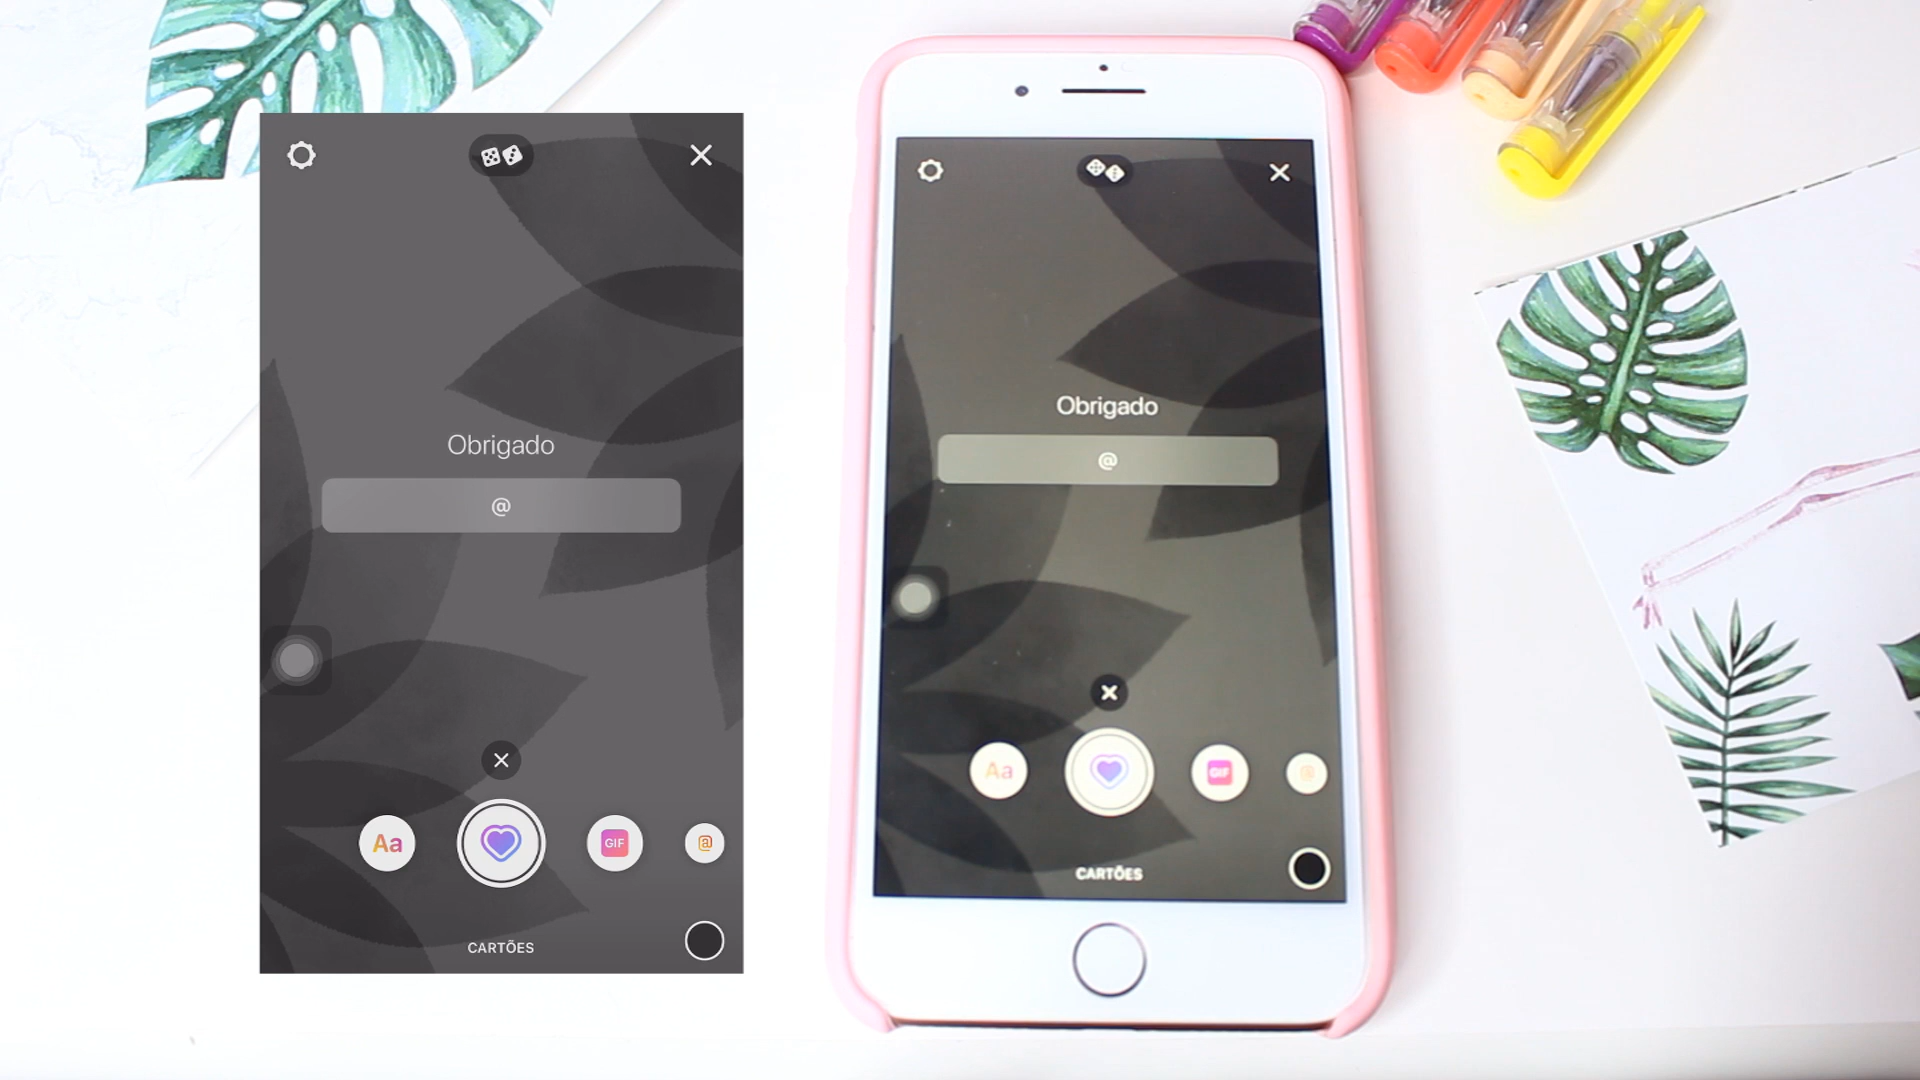 Obrigado
@
Aa
GIF
@
CARTÕES
Obrigado
@
Aa
GIF
@
CARTÕES